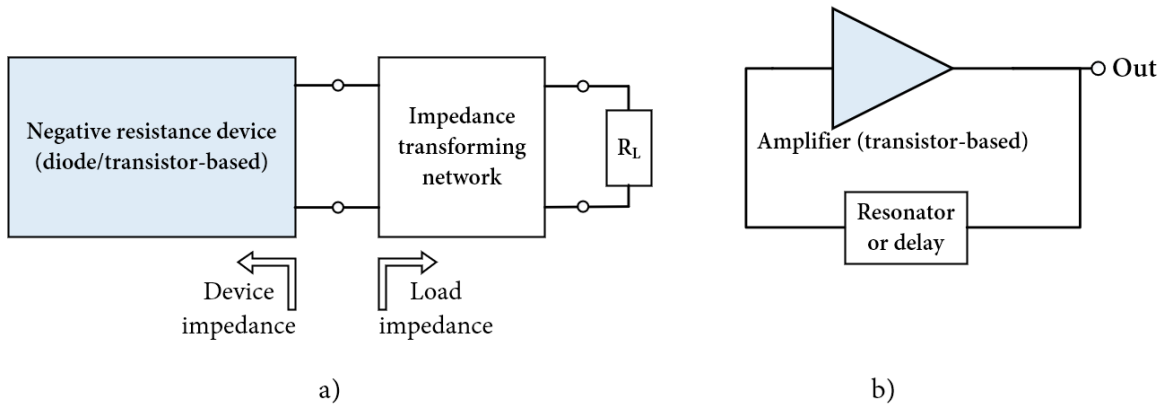 Negative resistance device
(diode/transistor-based)
Impedance
transforming
network
R_L
Device
impedance
Load
impedance
a)
Out
Amplifier (transistor-based)
Resonator
or delay
b)